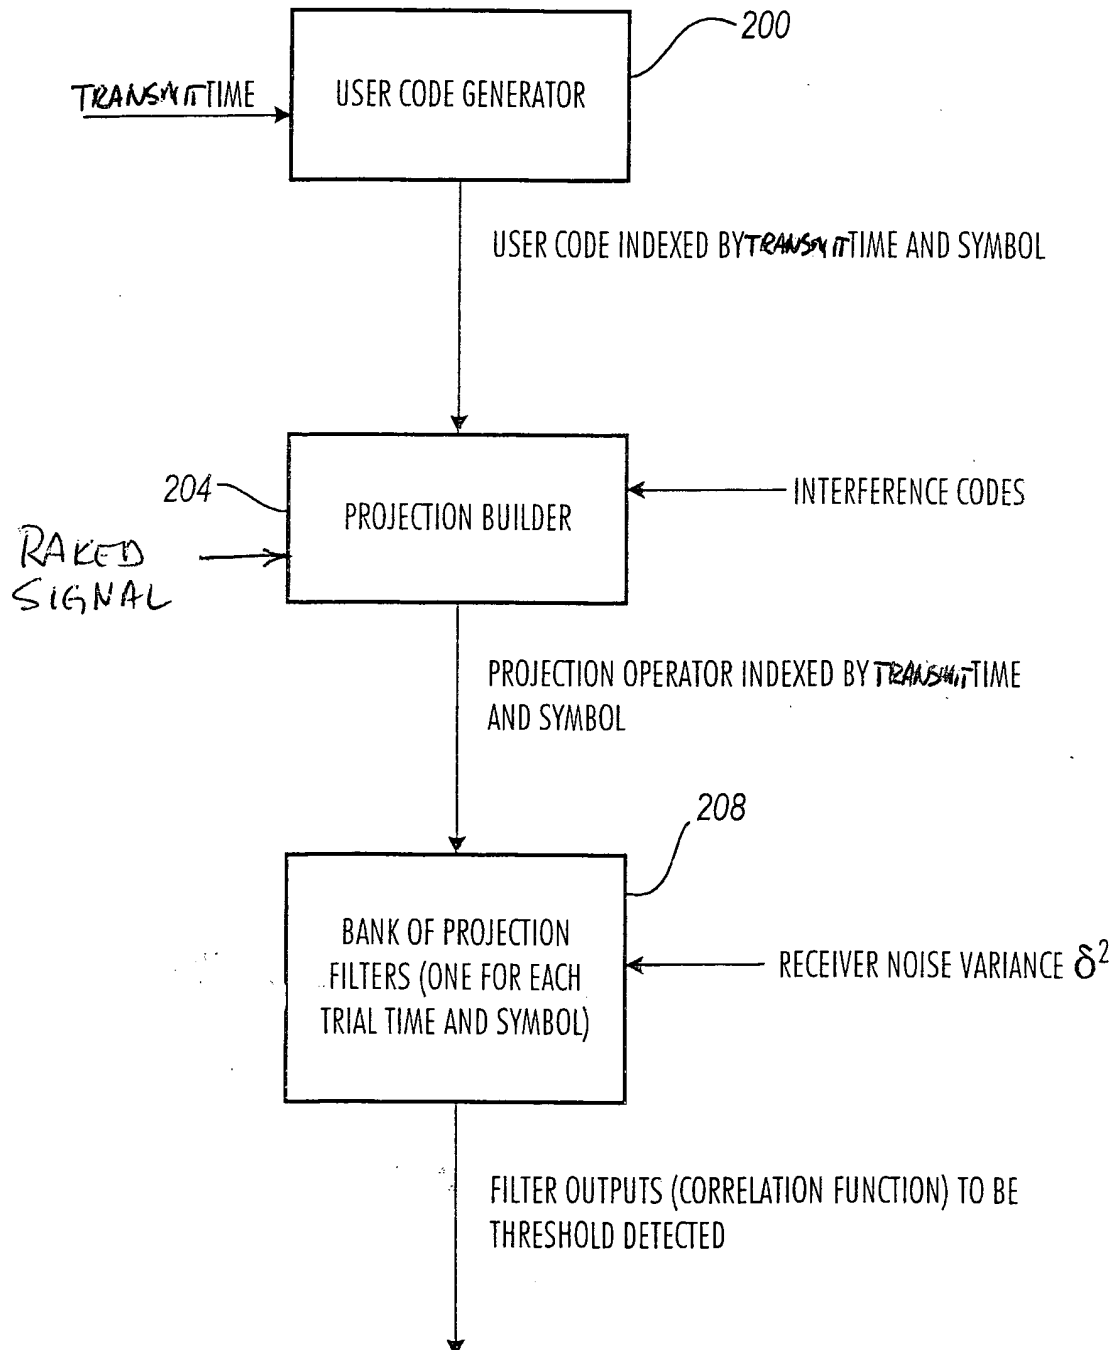 200
TRANSMIT TIME
USER CODE GENERATOR
USER CODE INDEXED BY TRANSMIT TIME AND SYMBOL
204
PROJECTION BUILDER
INTERFERENCE CODES
RAKED
SIGNAL
PROJECTION OPERATOR INDEXED BY TRANSMIT TIME
AND SYMBOL
208
BANK OF PROJECTION
FILTERS (ONE FOR EACH
TRIAL TIME AND SYMBOL)
RECEIVER NOISE VARIANCE δ²
FILTER OUTPUTS (CORRELATION FUNCTION) TO BE
THRESHOLD DETECTED